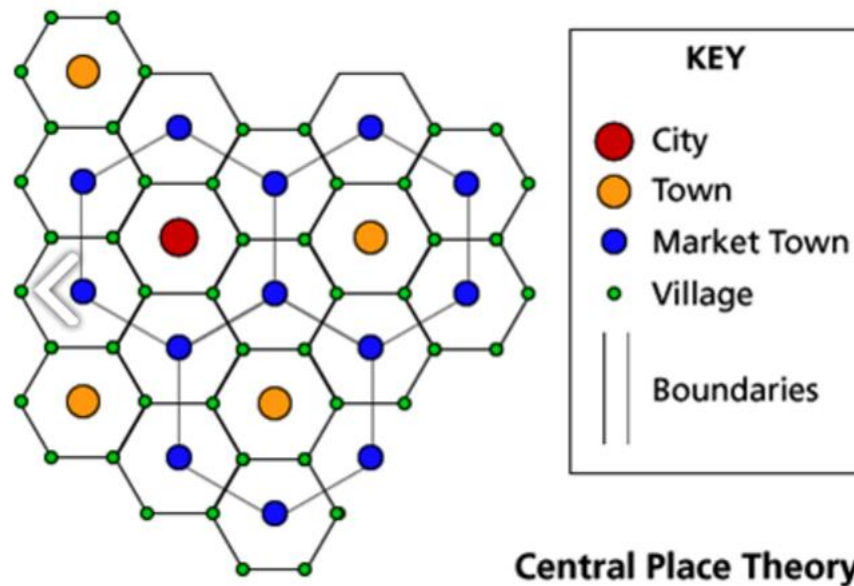 KEY
City
Town
Market Town
Village
Boundaries
Central Place Theory